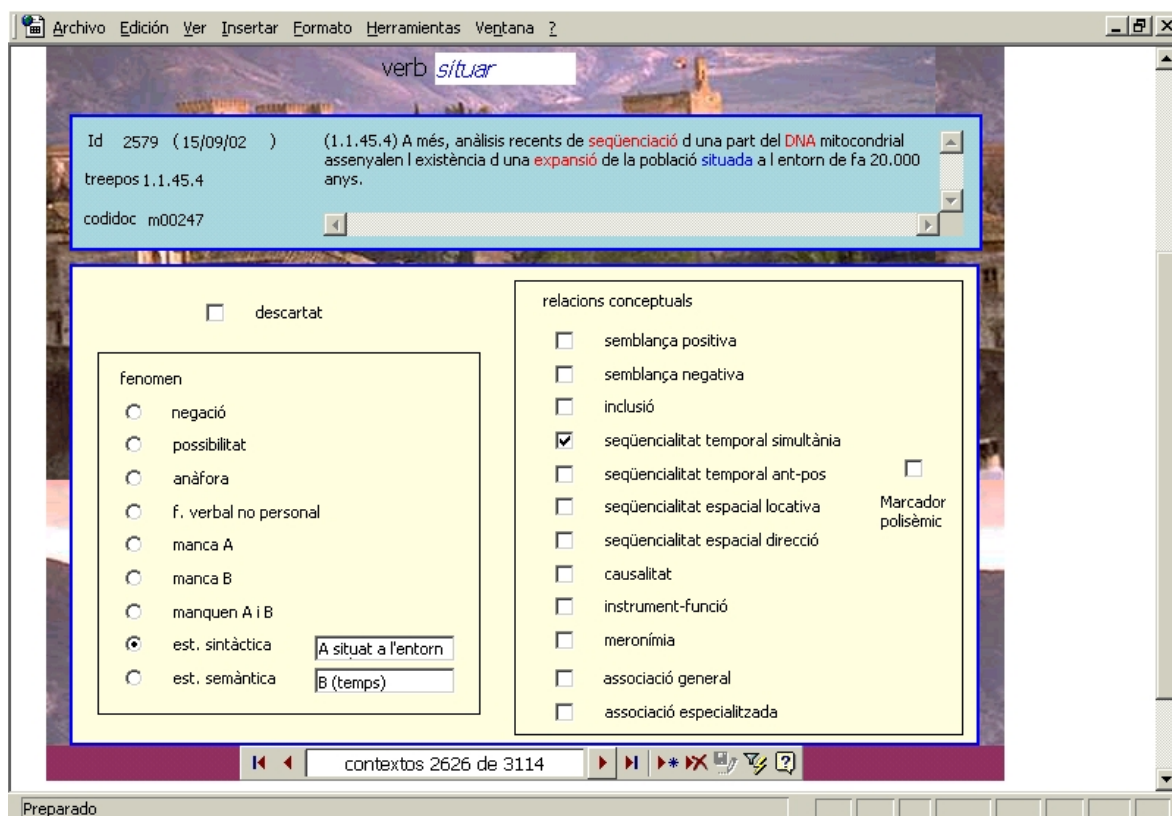 Archivo Edición Ver Insertar Formato Herramientas Ventana ?
verb situar
Id 2579 (15/09/02 )
treepos 1.1.45.4
codidoc m00247
(1.1.45.4) A més, anàlisis recents de seqüenciació d una part del DNA mitocondrial
assenyalen l existència d una expansió de la població situada a l entorn de fa 20.000
anys.
descartat
fenomen
negació
possibilitat
anàfora
f. verbal no personal
manca A
manca B
manquen A i B
est. sintàctica A situat a l'entorn
est. semàntica B (temps)
relacions conceptuals
semblança positiva
semblança negativa
inclusió
seqüencialitat temporal simultània
seqüencialitat temporal ant-pos
seqüencialitat espacial locativa
seqüencialitat espacial direcció
causalitat
instrument-funció
meronímia
associació general
associació especialitzada
Marcador
polisèmic
contextos 2626 de 3114
Preparado